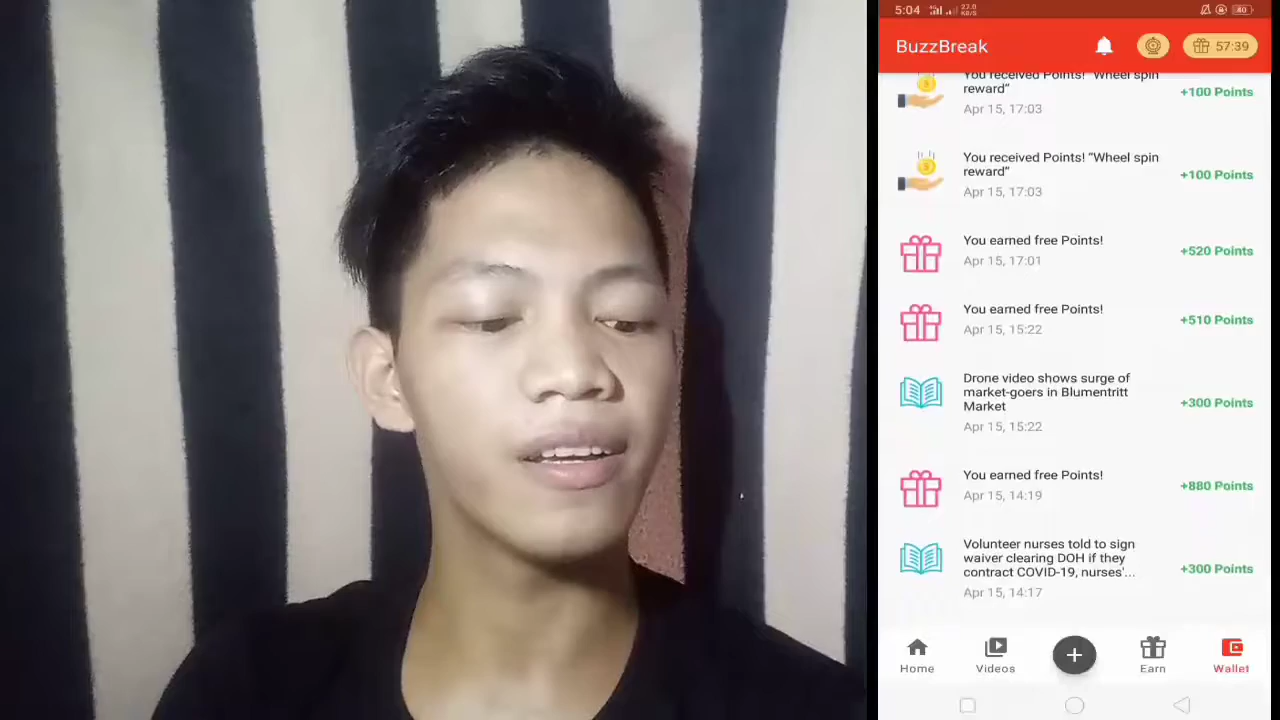 5:04
27.0
KB/S
40
BuzzBreak
57:39
You received Points! "Wheel spin
reward"
+100 Points
Apr 15, 17:03
You received Points! "Wheel spin
reward"
+100 Points
Apr 15, 17:03
You earned free Points!
+520 Points
Apr 15, 17:01
You earned free Points!
+510 Points
Apr 15, 15:22
Drone video shows surge of
market-goers in Blumentritt
Market
+300 Points
Apr 15, 15:22
You earned free Points!
+880 Points
Apr 15, 14:19
Volunteer nurses told to sign
waiver clearing DOH if they
contract COVID-19, nurses'...
+300 Points
Apr 15, 14:17
Home
Videos
Earn
Wallet